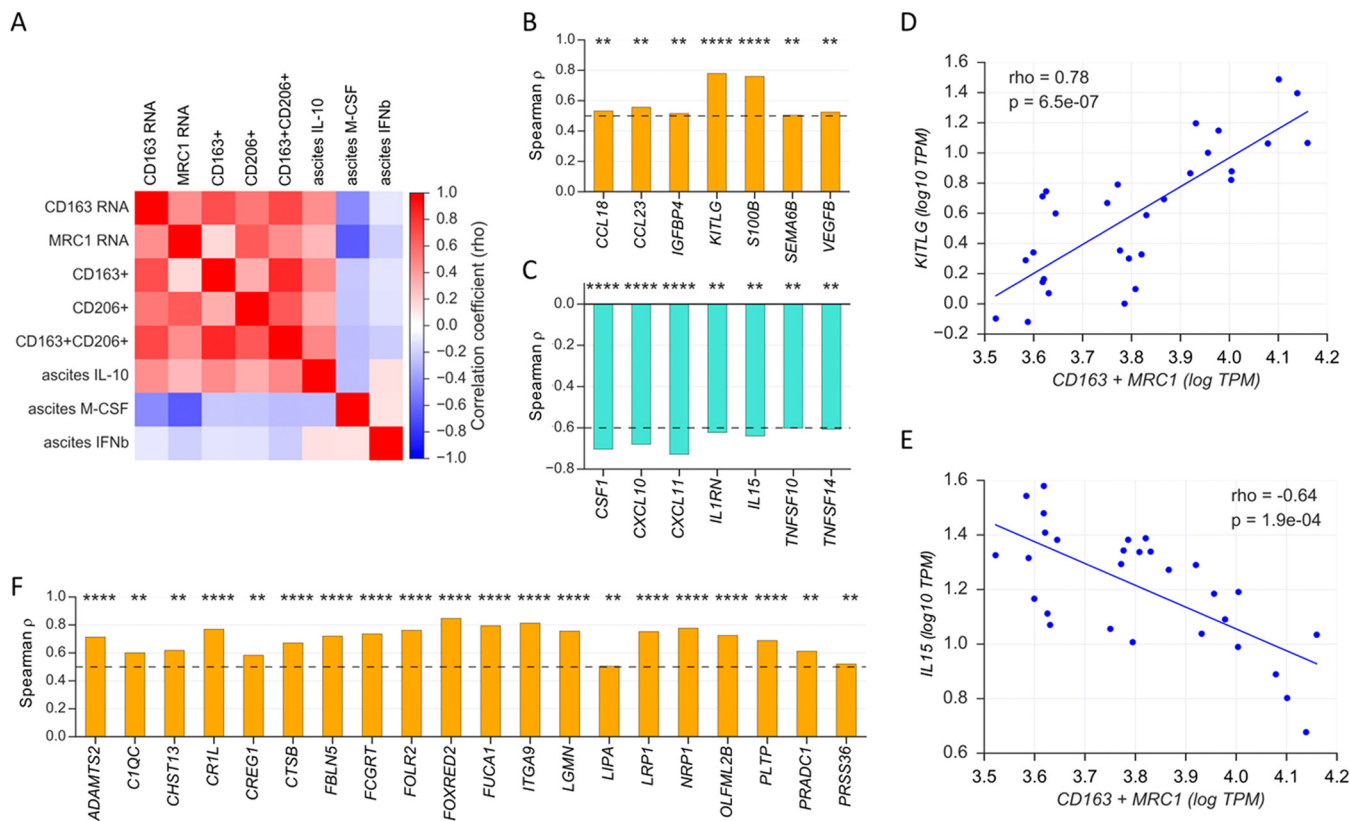 A
CD163 RNA
MRC1 RNA
CD163+
CD206+
CD163+CD206+
ascites IL-10
ascites M-CSF
ascites IFNb
CD163 RNA
MRC1 RNA
CD163+
CD206+
CD163+CD206+
ascites IL-10
ascites M-CSF
ascites IFNb
1.0
0.8
0.6
0.4
0.2
0.0
−0.2
−0.4
−0.6
−0.8
−1.0
Correlation coefficient (rho)
B
** ** ** **** **** ** **
1.0
0.8
0.6
0.4
0.2
0.0
Spearman ρ
CCL18
CCL23
IGFBP4
KITLG
S100B
SEMA6B
VEGFB
C
**** **** **** ** ** ** **
0.0
−0.2
−0.4
−0.6
−0.8
Spearman ρ
CSF1
CXCL10
CXCL11
IL1RN
IL15
TNFSF10
TNFSF14
D
rho = 0.78
p = 6.5e-07
1.6
1.4
1.2
1.0
0.8
0.6
0.4
0.2
0.0
−0.2
KITLG (log10 TPM)
3.5 3.6 3.7 3.8 3.9 4.0 4.1 4.2
CD163 + MRC1 (log TPM)
E
rho = -0.64
p = 1.9e-04
1.6
1.4
1.2
1.0
0.8
0.6
IL15 (log10 TPM)
3.5 3.6 3.7 3.8 3.9 4.0 4.1 4.2
CD163 + MRC1 (log TPM)
F
**** ** ** **** ** **** **** **** **** **** **** **** **** ** **** **** **** **** ** **
1.0
0.8
0.6
0.4
0.2
0.0
Spearman ρ
ADAMTS2
C1QC
CHST13
CR1L
CREG1
CTSB
FBLN5
FCGRT
FOLR2
FOXRED2
FUCA1
ITGA9
LGMN
LIPA
LRP1
NRP1
OLFML2B
PLTP
PRADC1
PRSS36